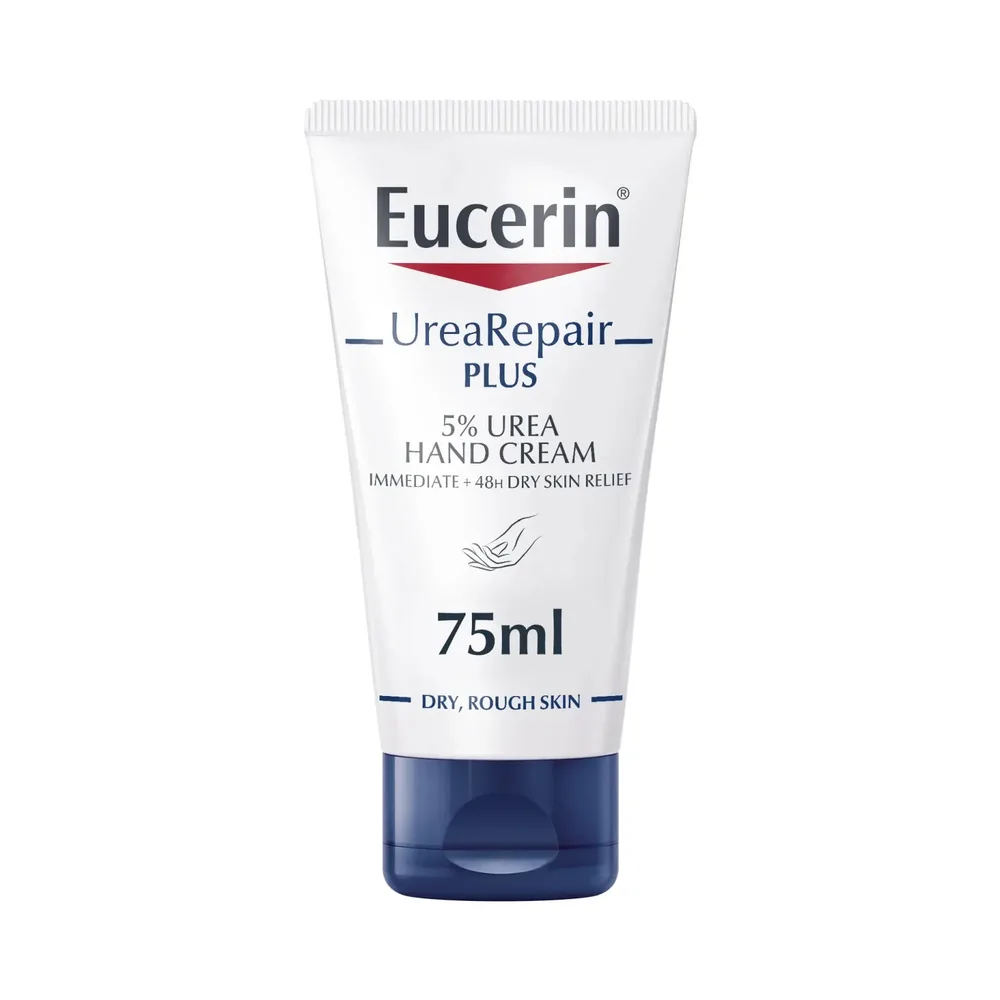 Eucerin®
UreaRepair
PLUS
5% UREA
HAND CREAM
IMMEDIATE + 48H DRY SKIN RELIEF
75ml
DRY, ROUGH SKIN